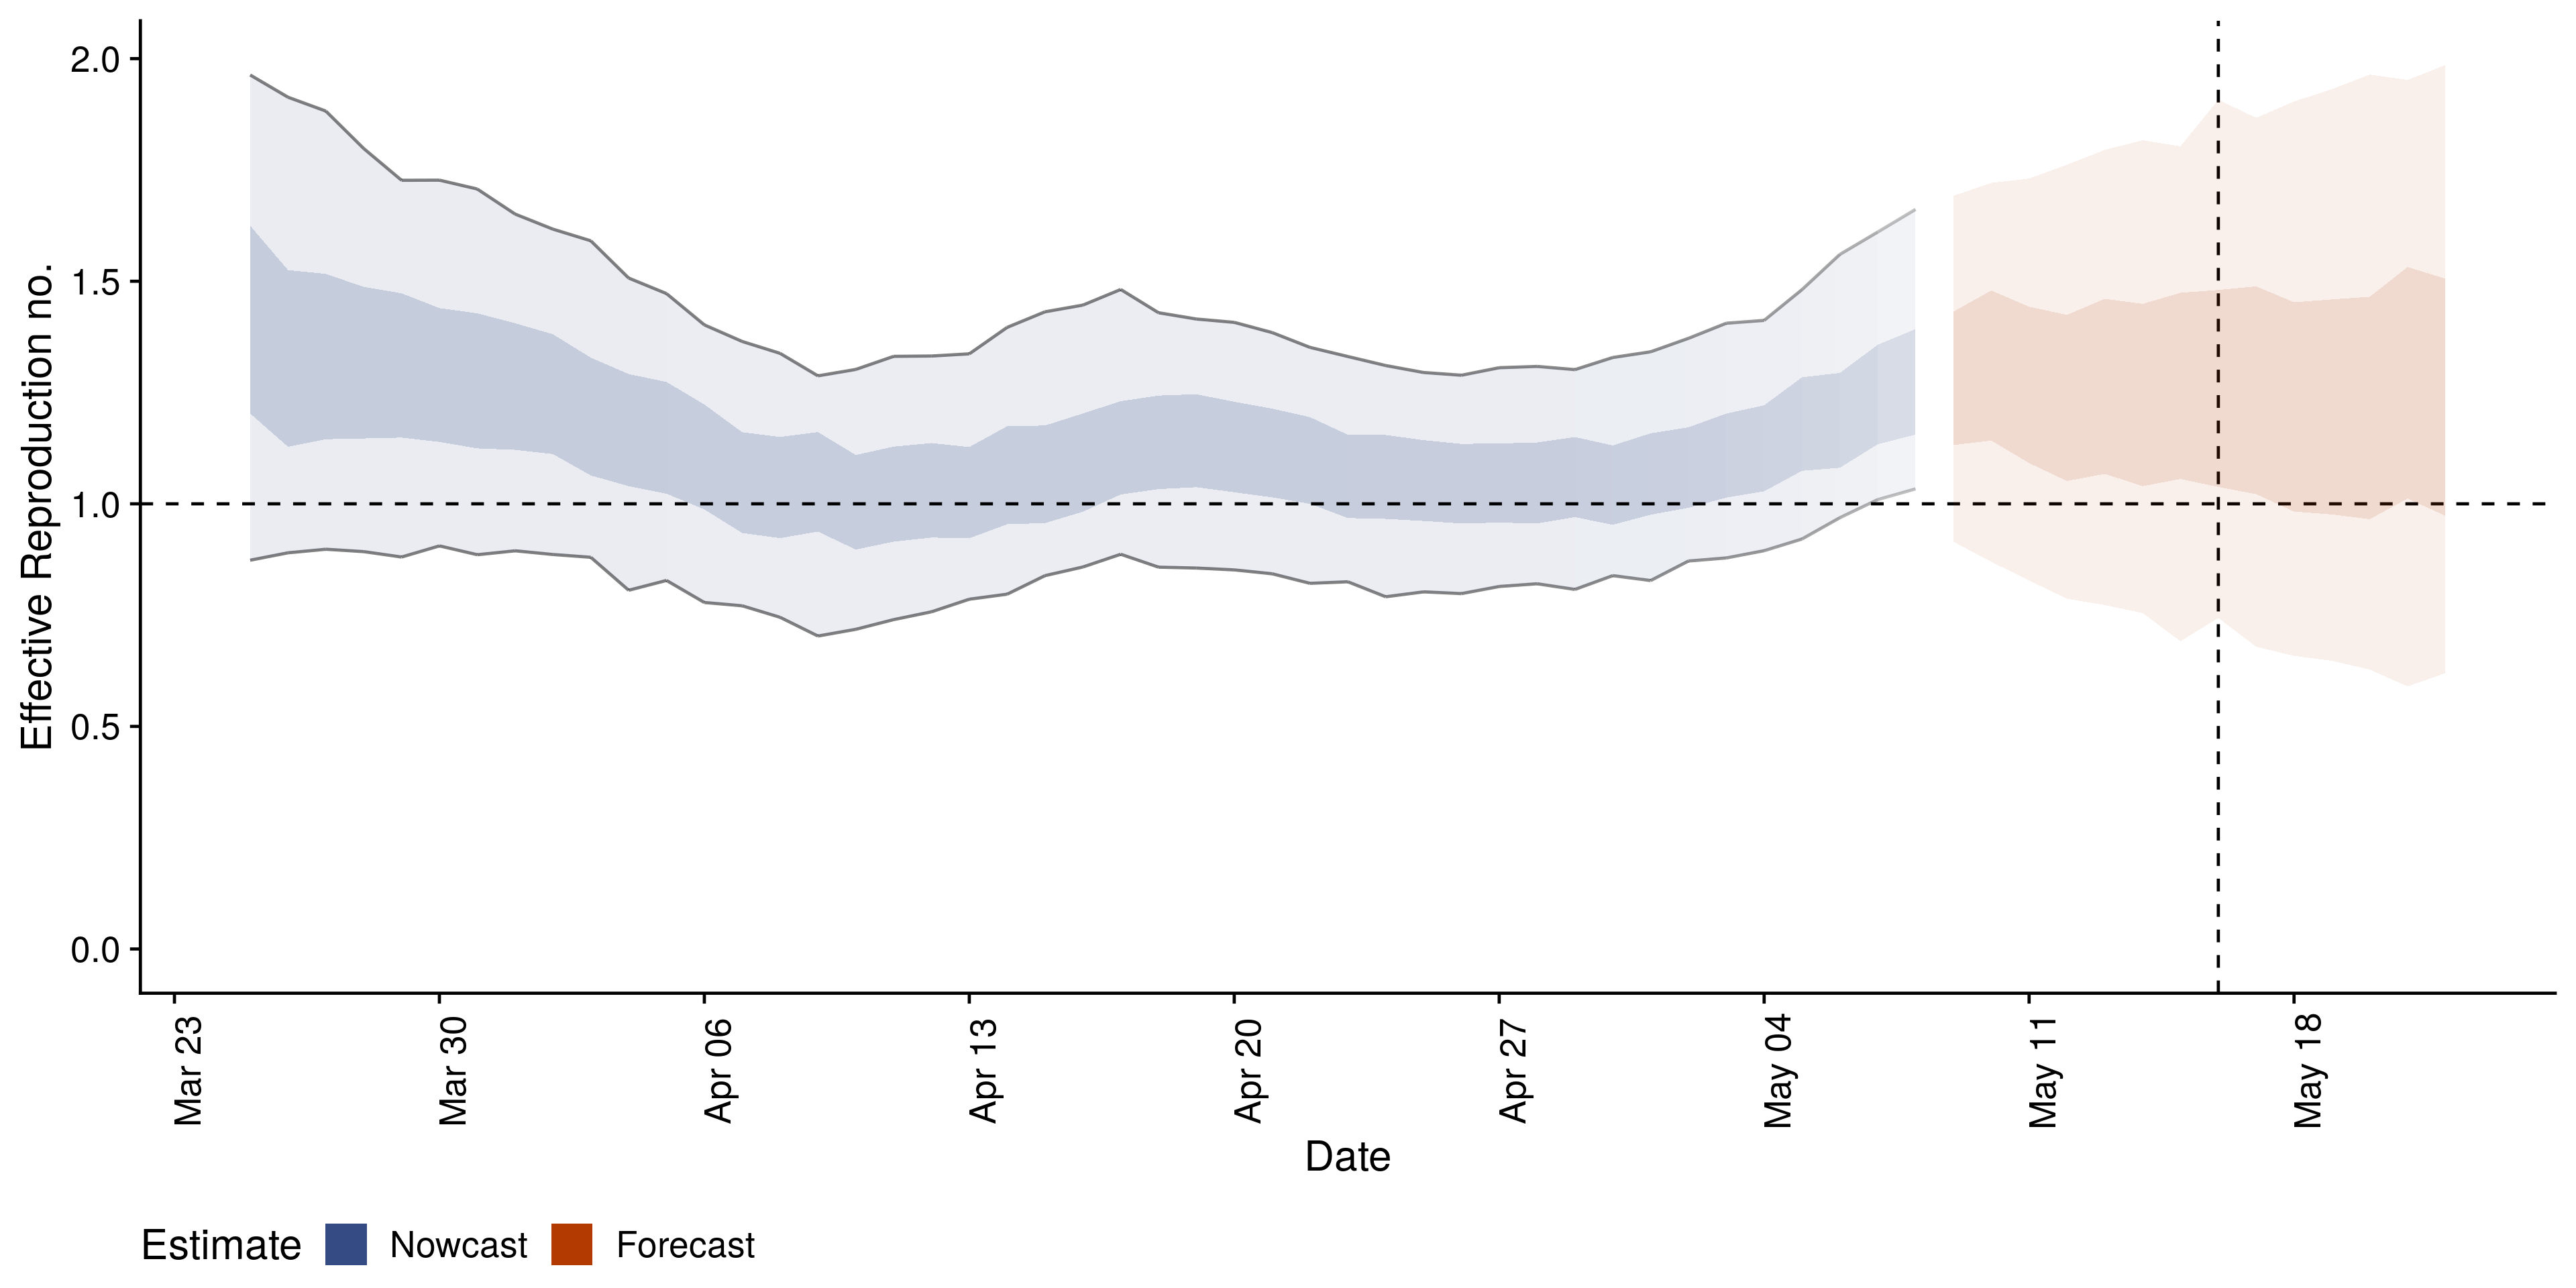 Effective Reproduction no.
2.0
1.5
1.0
0.5
0.0
Mar 23
Mar 30
Apr 06
Apr 13
Apr 20
Apr 27
May 04
May 11
May 18
Date
Estimate Nowcast Forecast